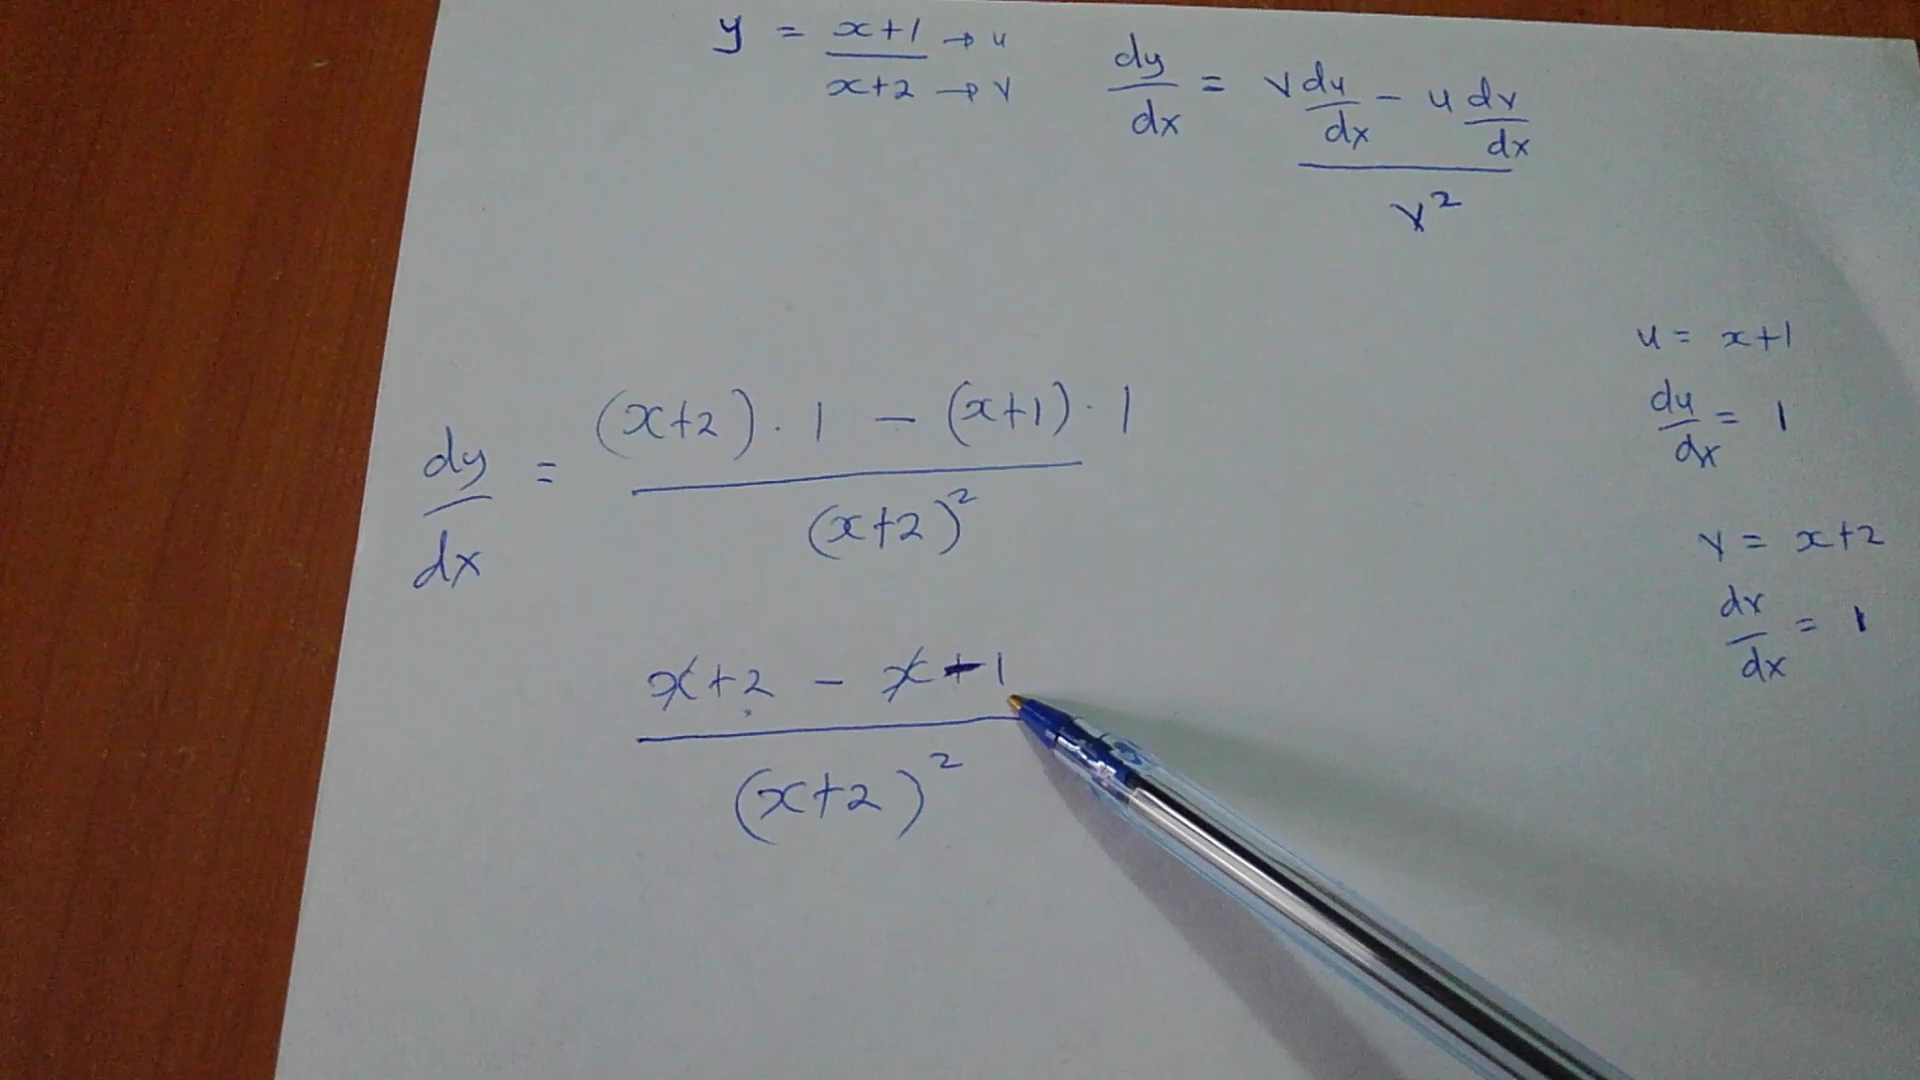 y = x+1 → u
x+2 → v
dy/dx = v du/dx - u dv/dx
v²
u = x+1
du/dx = 1
v = x+2
dv/dx = 1
dy/dx = (x+2) . 1 - (x+1) . 1
(x+2)²
x+2 - x-1
(x+2)²